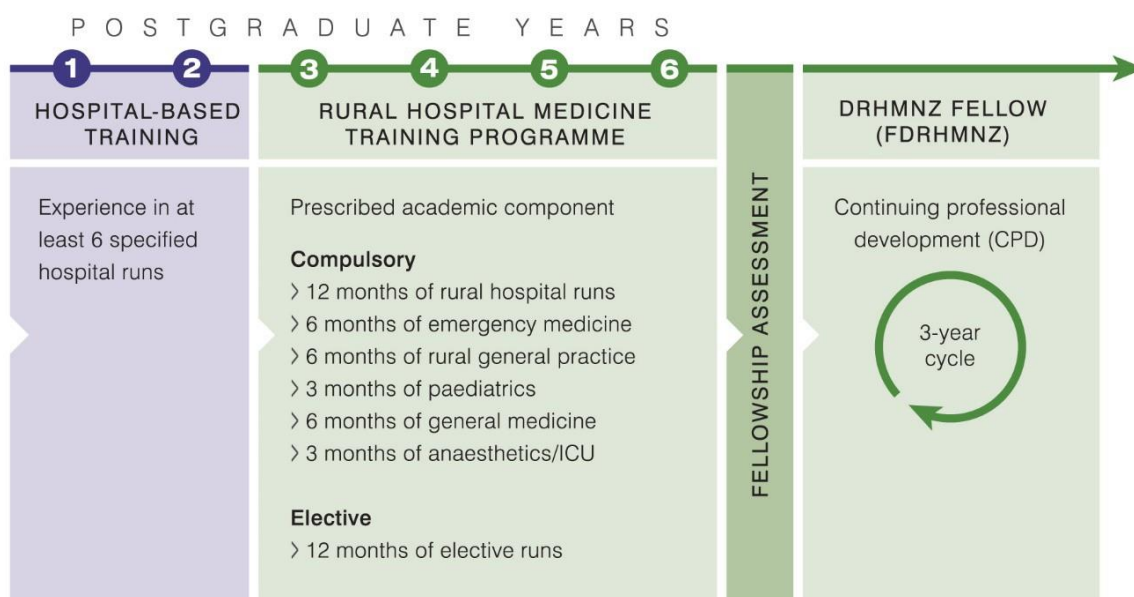 POSTGRADUATE YEARS
1 2 3 4 5 6
HOSPITAL-BASED
TRAINING
Experience in at
least 6 specified
hospital runs
RURAL HOSPITAL MEDICINE
TRAINING PROGRAMME
Prescribed academic component
Compulsory
> 12 months of rural hospital runs
> 6 months of emergency medicine
> 6 months of rural general practice
> 3 months of paediatrics
> 6 months of general medicine
> 3 months of anaesthetics/ICU
Elective
> 12 months of elective runs
FELLOWSHIP ASSESSMENT
DRHMNZ FELLOW
(FDRHMNZ)
Continuing professional
development (CPD)
3-year
cycle